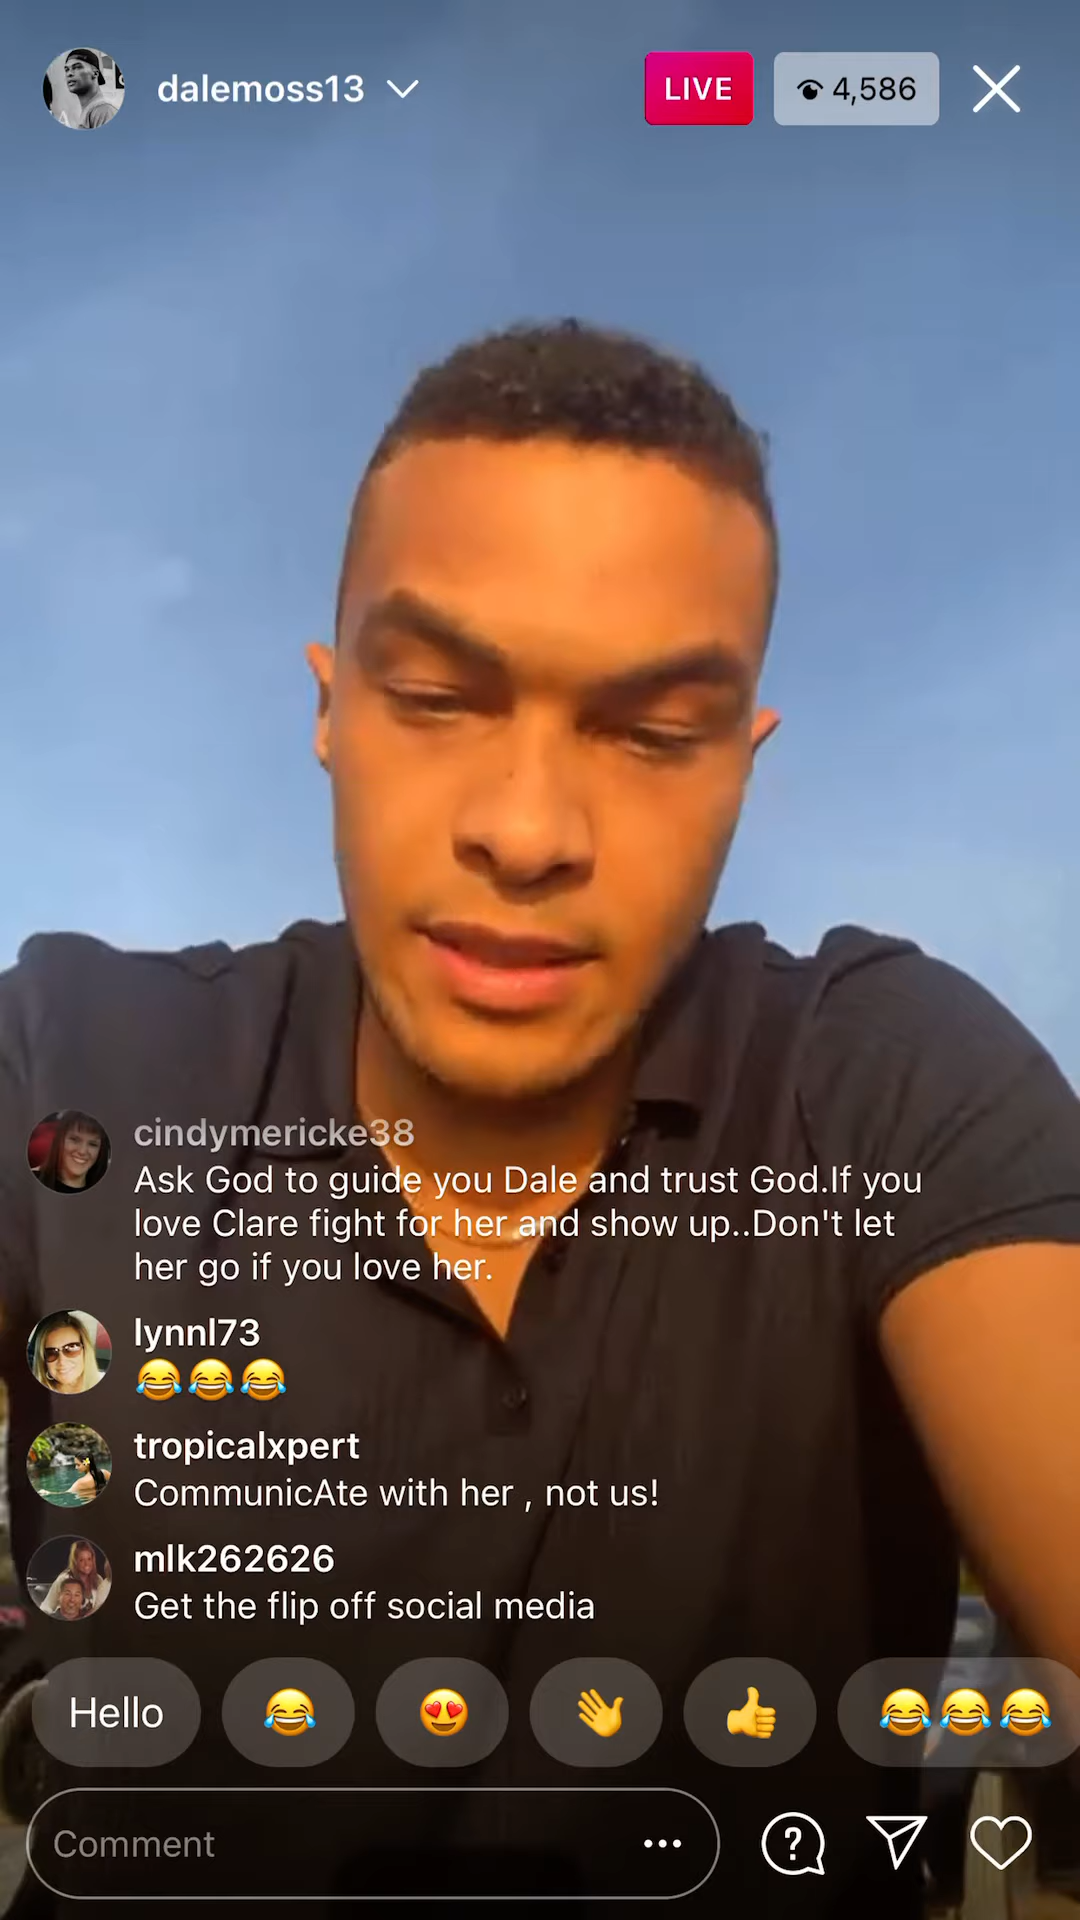 dalemoss13
LIVE
4,586
cindymericke38
Ask God to guide you Dale and trust God.If you
love Clare fight for her and show up..Don't let
her go if you love her.
lynnl73
😂😂😂
tropicalxpert
CommunicAte with her , not us!
mlk262626
Get the flip off social media
Hello 😂 😍 👋 👍 😂😂😂
Comment